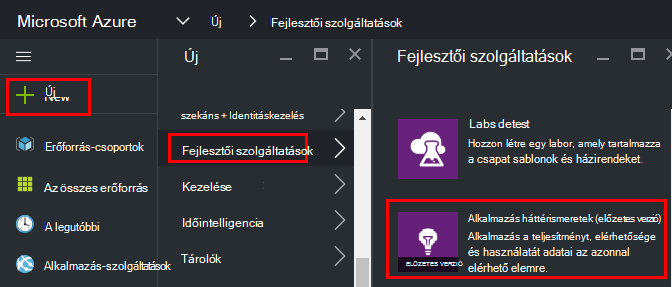 Microsoft Azure
Új
Fejlesztői szolgáltatások
Új
New
Erőforrás-csoportok
Az összes erőforrás
A legutóbbi
Alkalmazás-szolgáltatások
Új
szekáns + Identitáskezelés
Fejlesztői szolgáltatások
Kezelése
Időintelligencia
Tárolók
Fejlesztői szolgáltatások
Labs detest
Hozzon létre egy labor, amely tartalmazza
a csapat sablonok és házirendeket.
Alkalmazás háttérismeretek (előzetes verzió)
Alkalmazás a teljesítményt, elérhetősége
és használatát adatai az azonnal
elérhető elemre.
ELŐZETES VERZIÓ